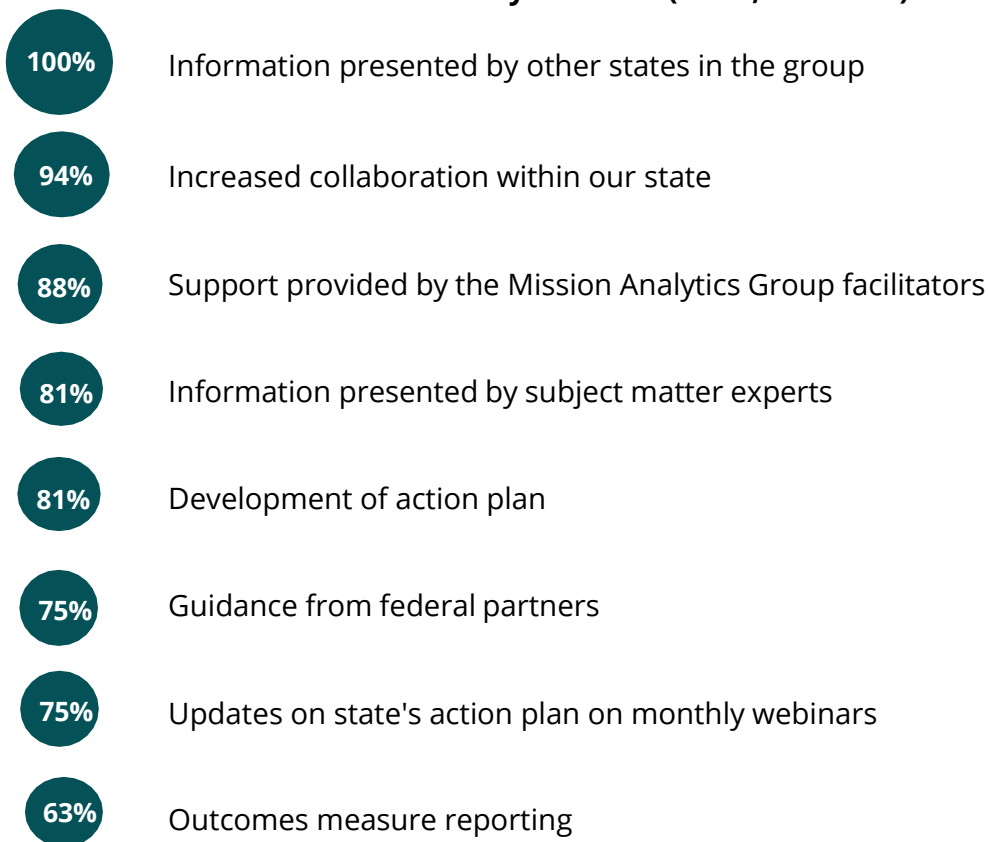 100% Information presented by other states in the group
94% Increased collaboration within our state
88% Support provided by the Mission Analytics Group facilitators
81% Information presented by subject matter experts
81% Development of action plan
75% Guidance from federal partners
75% Updates on state's action plan on monthly webinars
63% Outcomes measure reporting